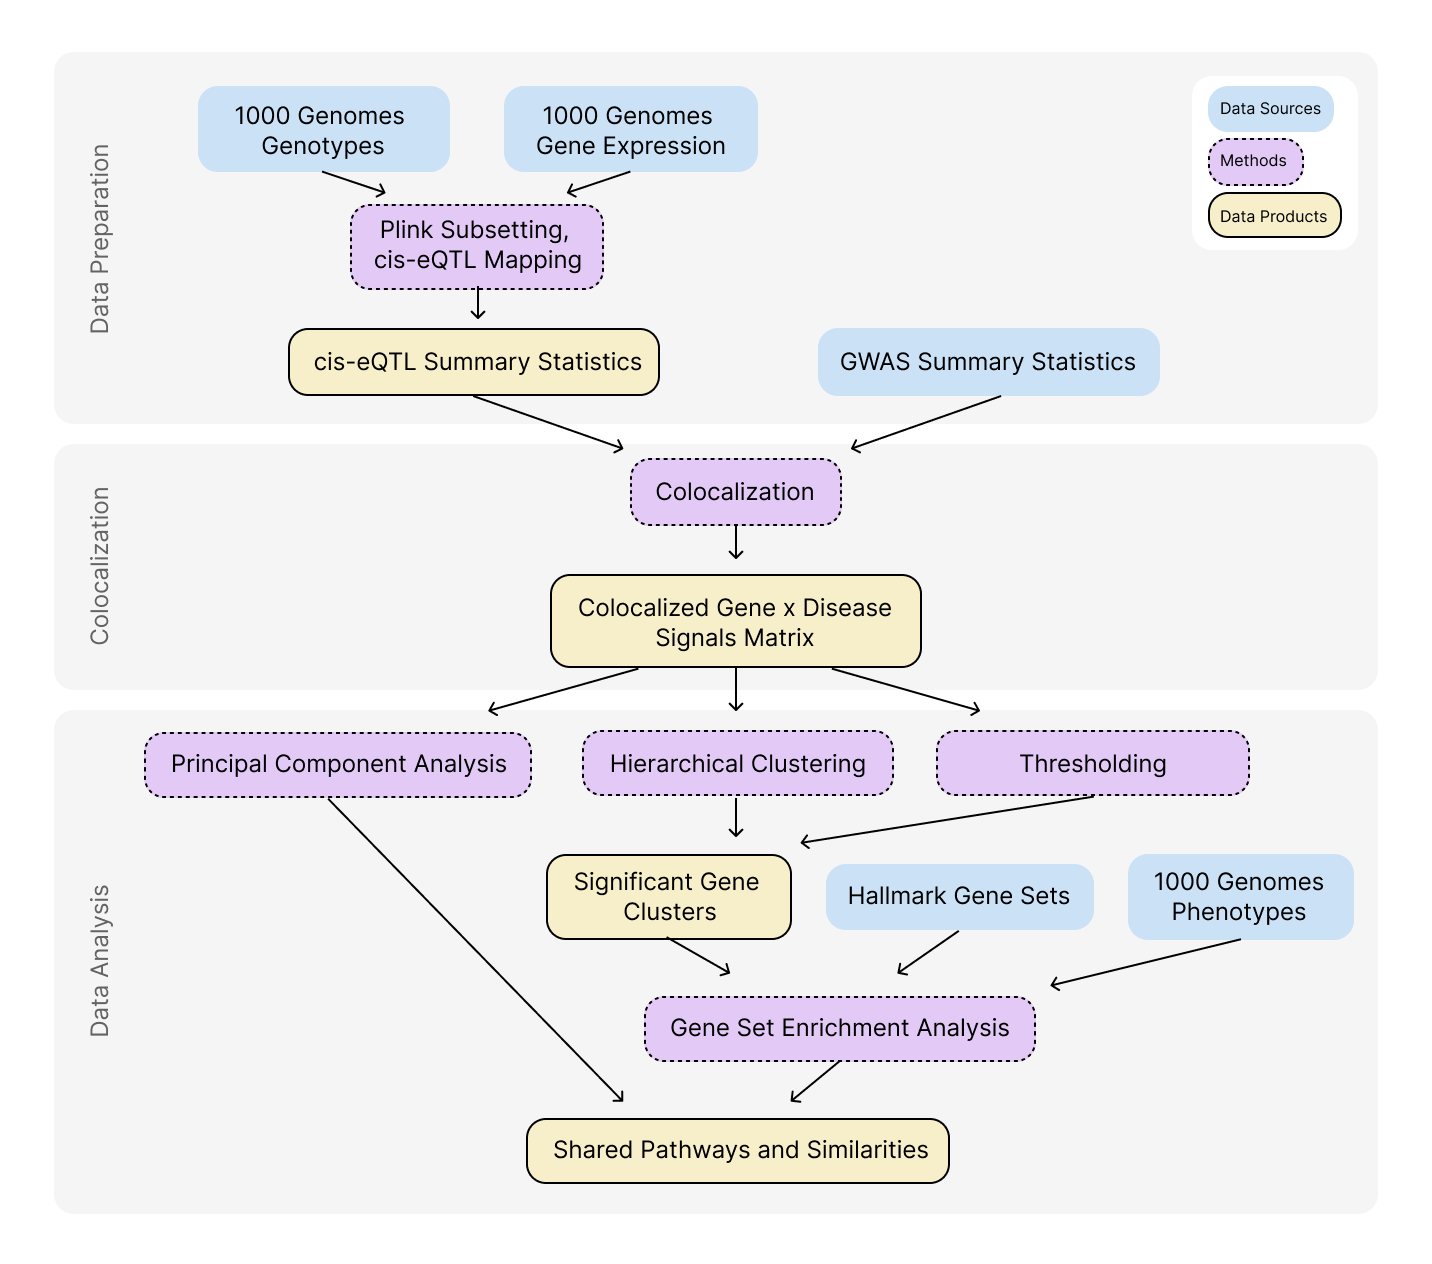 Data Preparation
1000 Genomes
Genotypes
1000 Genomes
Gene Expression
Data Sources
Methods
Data Products
Plink Subsetting,
cis-eQTL Mapping
cis-eQTL Summary Statistics
GWAS Summary Statistics
Colocalization
Colocalization
Colocalized Gene x Disease
Signals Matrix
Data Analysis
Principal Component Analysis
Hierarchical Clustering
Thresholding
Significant Gene
Clusters
Hallmark Gene Sets
1000 Genomes
Phenotypes
Gene Set Enrichment Analysis
Shared Pathways and Similarities